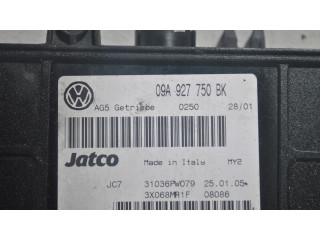 09A 927 750 BK
AG5 Getriebe 0250 28/01
Jatco Made in Italy MY2
JC7 31036PW079 25.01.05
3X068MA1F 08086